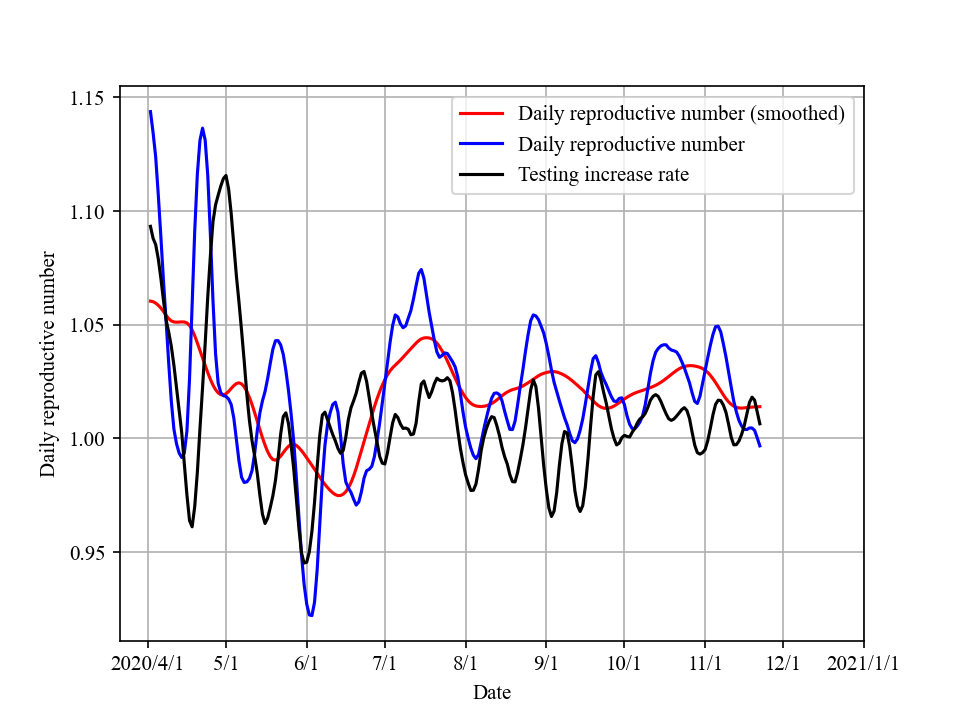 1.15
1.10
1.05
1.00
0.95
Daily reproductive number
Daily reproductive number (smoothed)
Daily reproductive number
Testing increase rate
2020/4/1 5/1 6/1 7/1 8/1 9/1 10/1 11/1 12/1 2021/1/1
Date